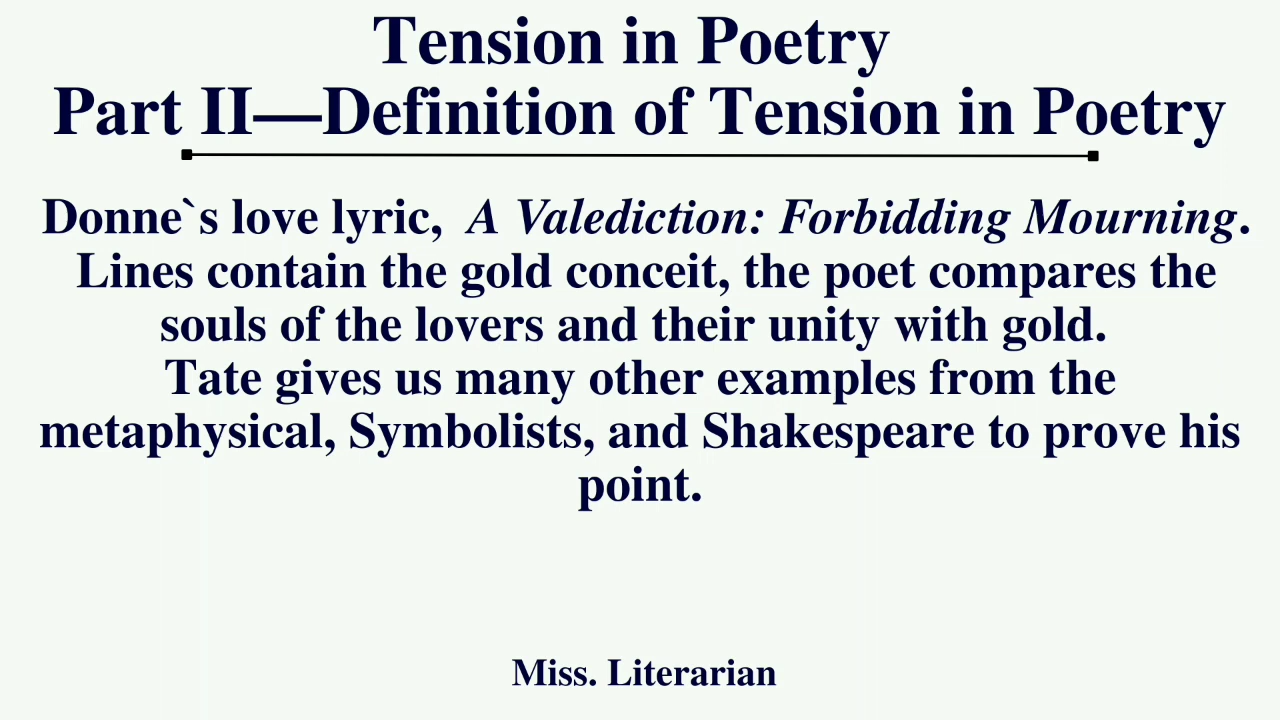 Tension in Poetry
Part II—Definition of Tension in Poetry
Donne`s love lyric, A Valediction: Forbidding Mourning.
Lines contain the gold conceit, the poet compares the
souls of the lovers and their unity with gold.
Tate gives us many other examples from the
metaphysical, Symbolists, and Shakespeare to prove his
point.
Miss. Literarian